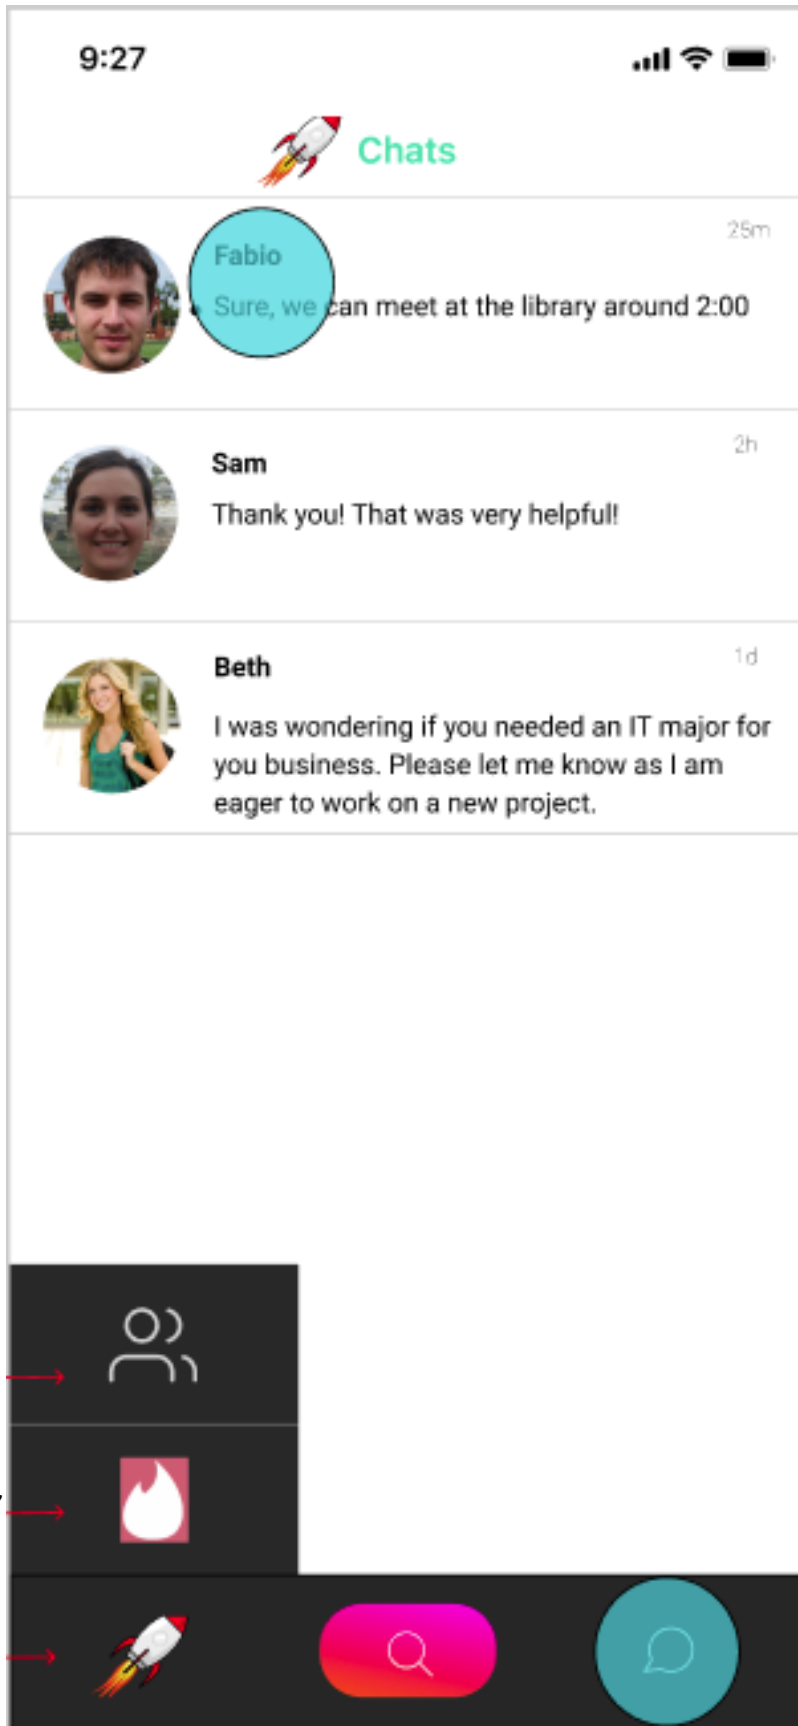 9:27
Chats
25m
Fabio
Sure, we can meet at the library around 2:00
2h
Sam
Thank you! That was very helpful!
1d
Beth
I was wondering if you needed an IT major for
you business. Please let me know as I am
eager to work on a new project.